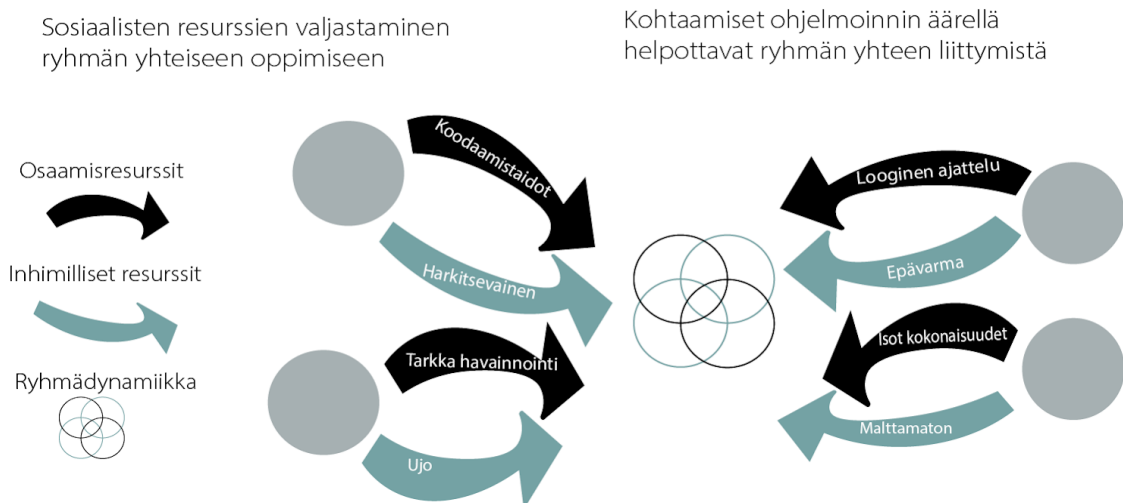 Sosiaalisten resurssien valjastaminen
ryhmän yhteiseen oppimiseen
Kohtaamiset ohjelmoinnin äärellä
helpottavat ryhmän yhteen liittymistä
Osaamisresurssit
Inhimilliset resurssit
Ryhmädynamiikka
Koodaamistaidot
Harkitsevainen
Tarkka havainnointi
Ujo
Looginen ajattelu
Epävarma
Isot kokonaisuudet
Malttamaton